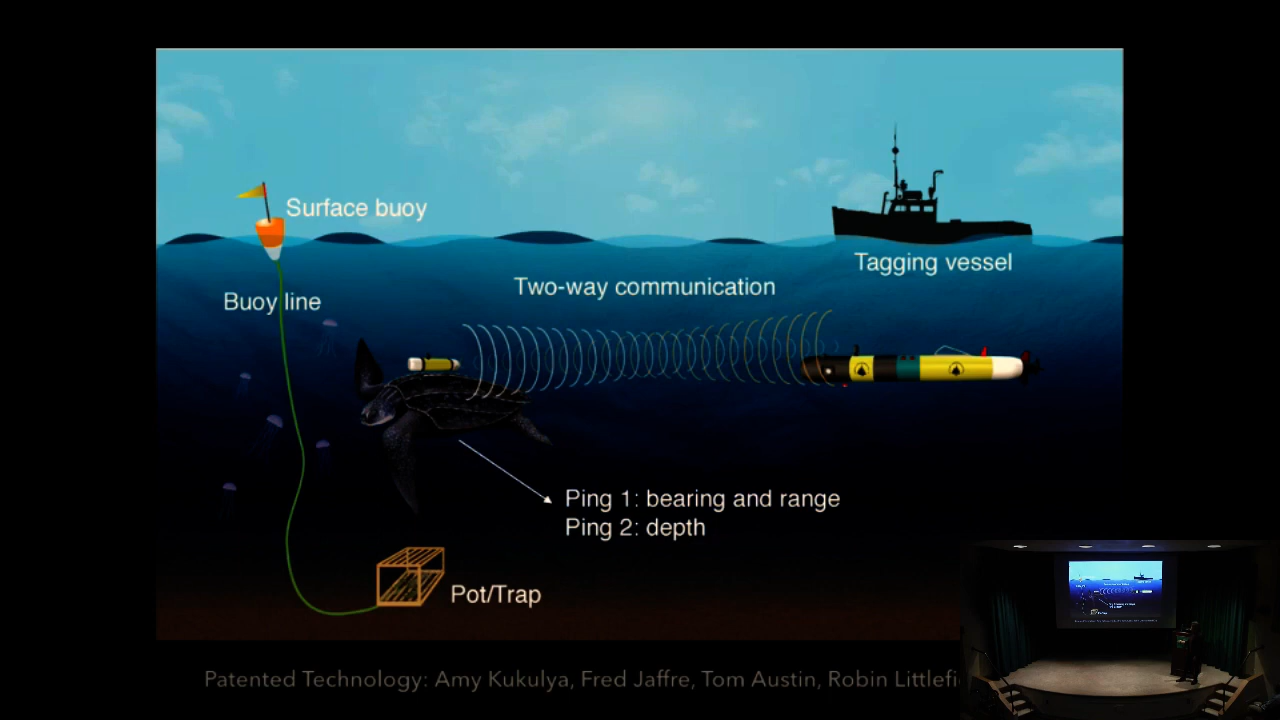 Surface buoy
Tagging vessel
Two-way communication
Buoy line
Ping 1: bearing and range
Ping 2: depth
Pot/Trap
Patented Technology: Amy Kukulya, Fred Jaffre, Tom Austin, Robin